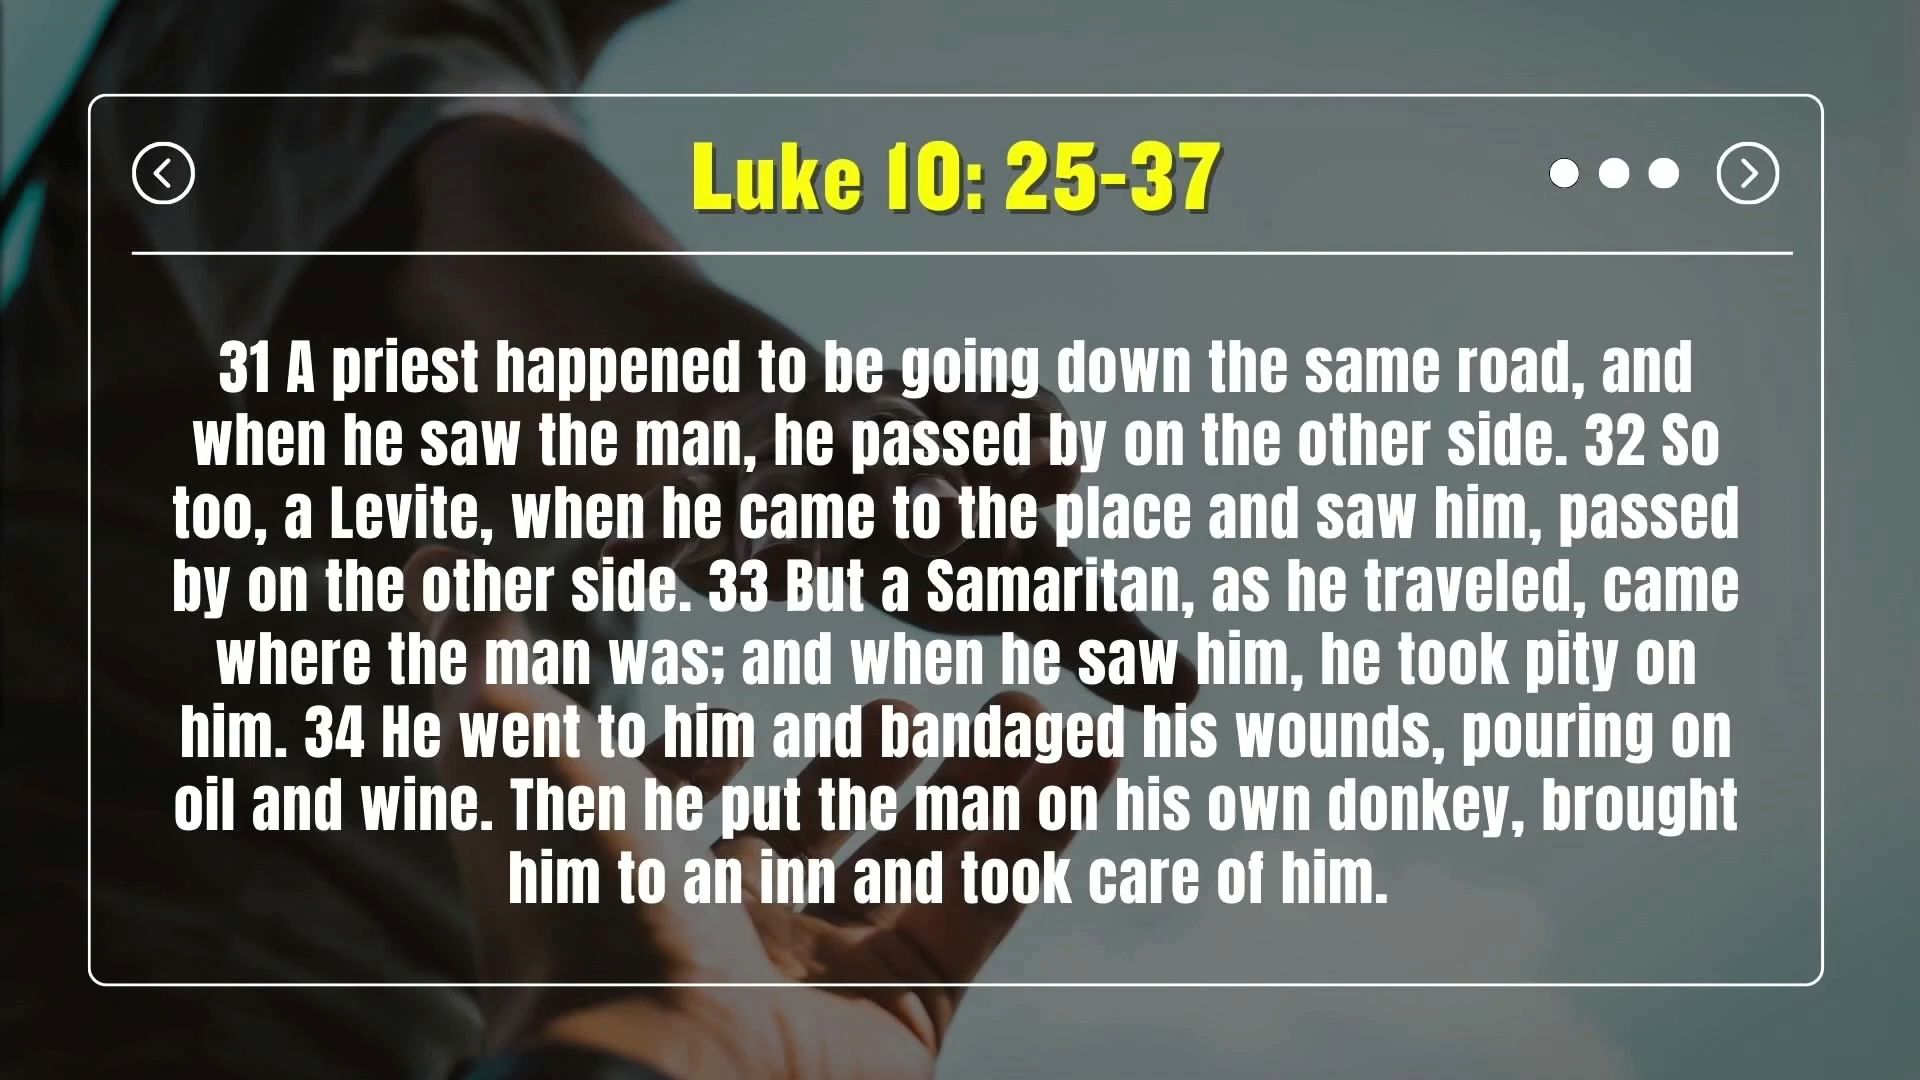 Luke 10: 25-37
31 A priest happened to be going down the same road, and
when he saw the man, he passed by on the other side. 32 So
too, a Levite, when he came to the place and saw him, passed
by on the other side. 33 But a Samaritan, as he traveled, came
where the man was; and when he saw him, he took pity on
him. 34 He went to him and bandaged his wounds, pouring on
oil and wine. Then he put the man on his own donkey, brought
him to an inn and took care of him.